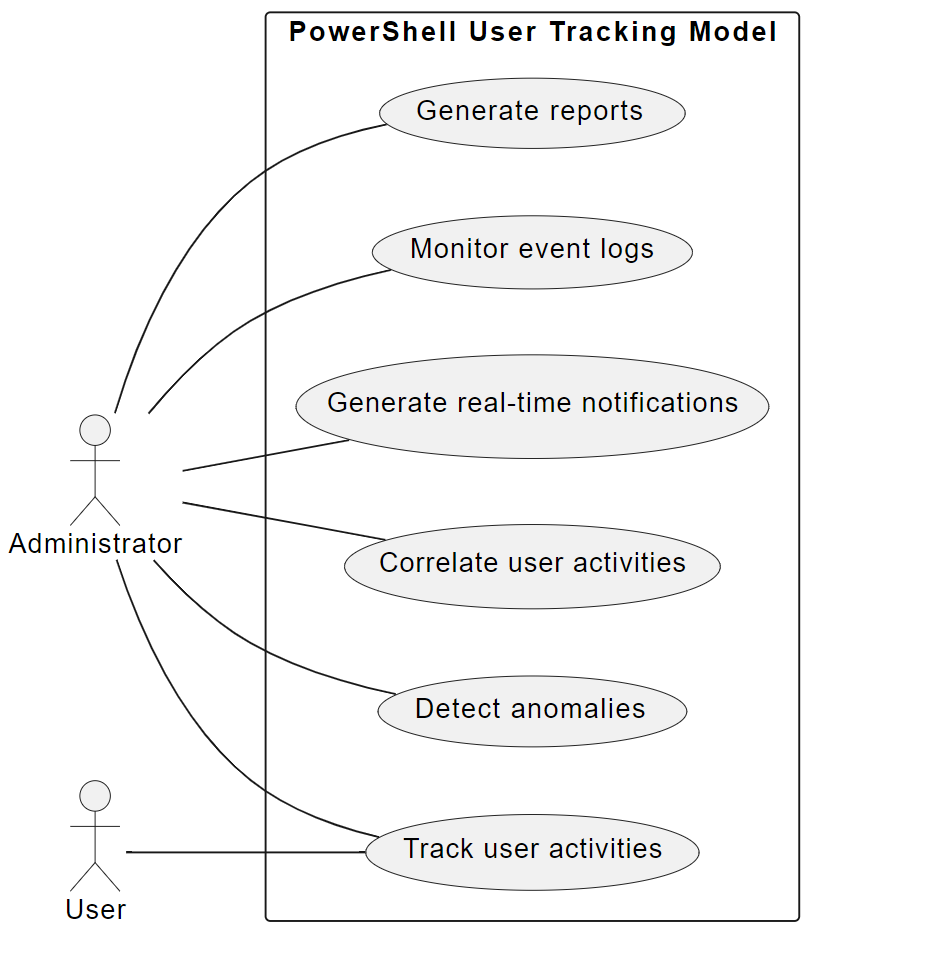 PowerShell User Tracking Model
Generate reports
Monitor event logs
Generate real-time notifications
Correlate user activities
Administrator
Detect anomalies
Track user activities
User